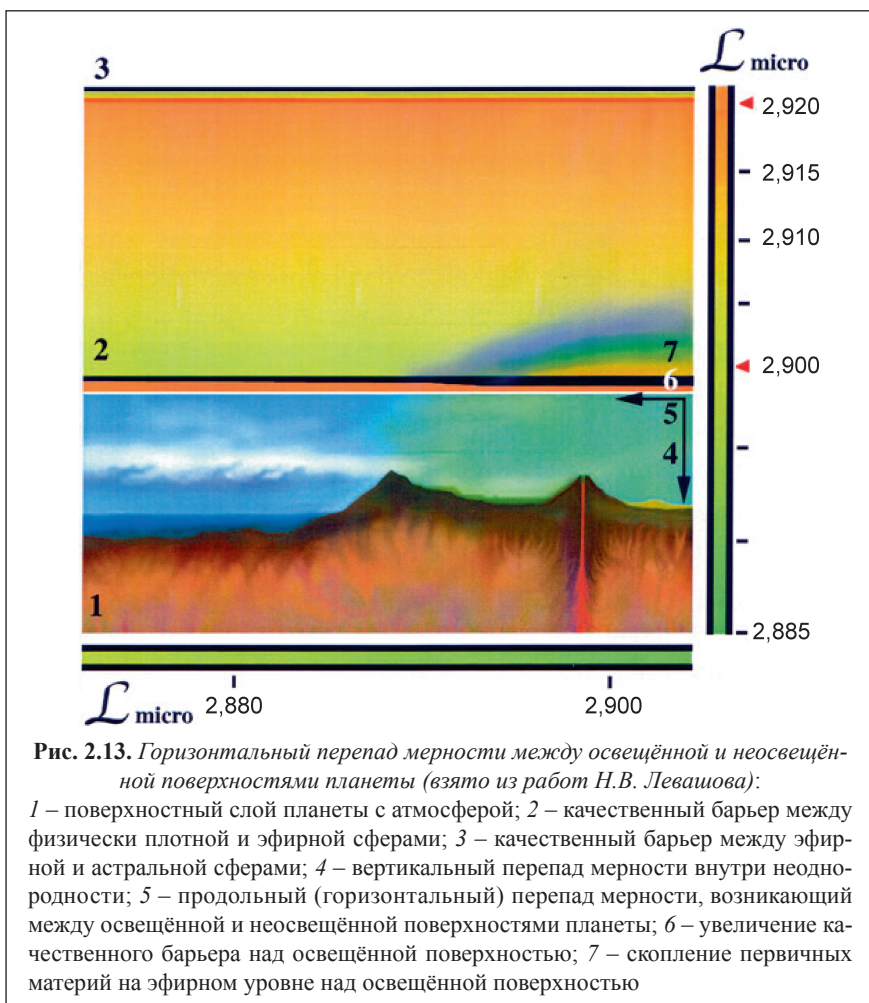 3
ℒ micro
2,920
2,915
2,910
2
7
2,900
6
5
4
1
2,885
ℒ micro 2,880 2,900
Рис. 2.13. Горизонтальный перепад мерности между освещённой и неосвещён-
ной поверхностями планеты (взято из работ Н.В. Левашова):
1 – поверхностный слой планеты с атмосферой; 2 – качественный барьер между
физически плотной и эфирной сферами; 3 – качественный барьер между эфир-
ной и астральной сферами; 4 – вертикальный перепад мерности внутри неодно-
родности; 5 – продольный (горизонтальный) перепад мерности, возникающий
между освещённой и неосвещённой поверхностями планеты; 6 – увеличение ка-
чественного барьера над освещённой поверхностью; 7 – скопление первичных
материй на эфирном уровне над освещённой поверхностью